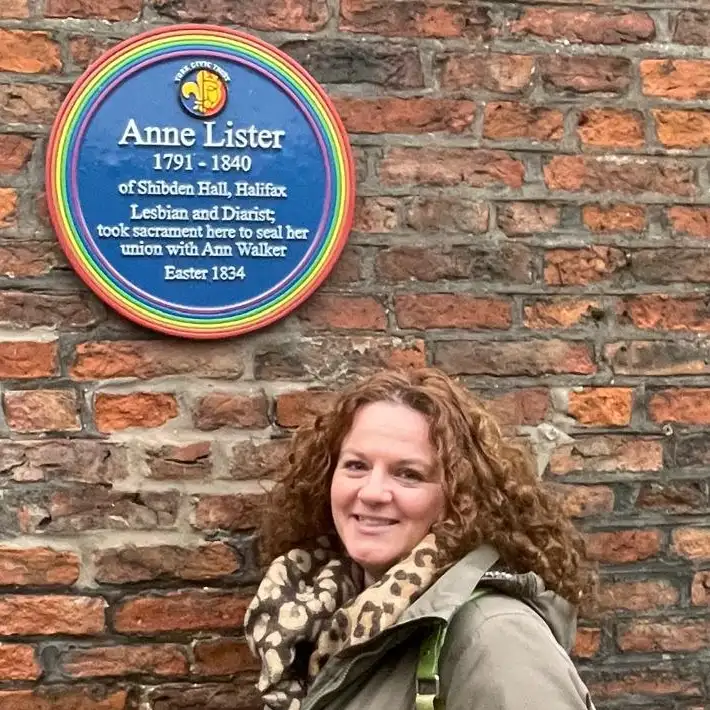 YORK CIVIC TRUST
Anne Lister
1791 - 1840
of Shibden Hall, Halifax
Lesbian and Diarist;
took sacrament here to seal her
union with Ann Walker
Easter 1834